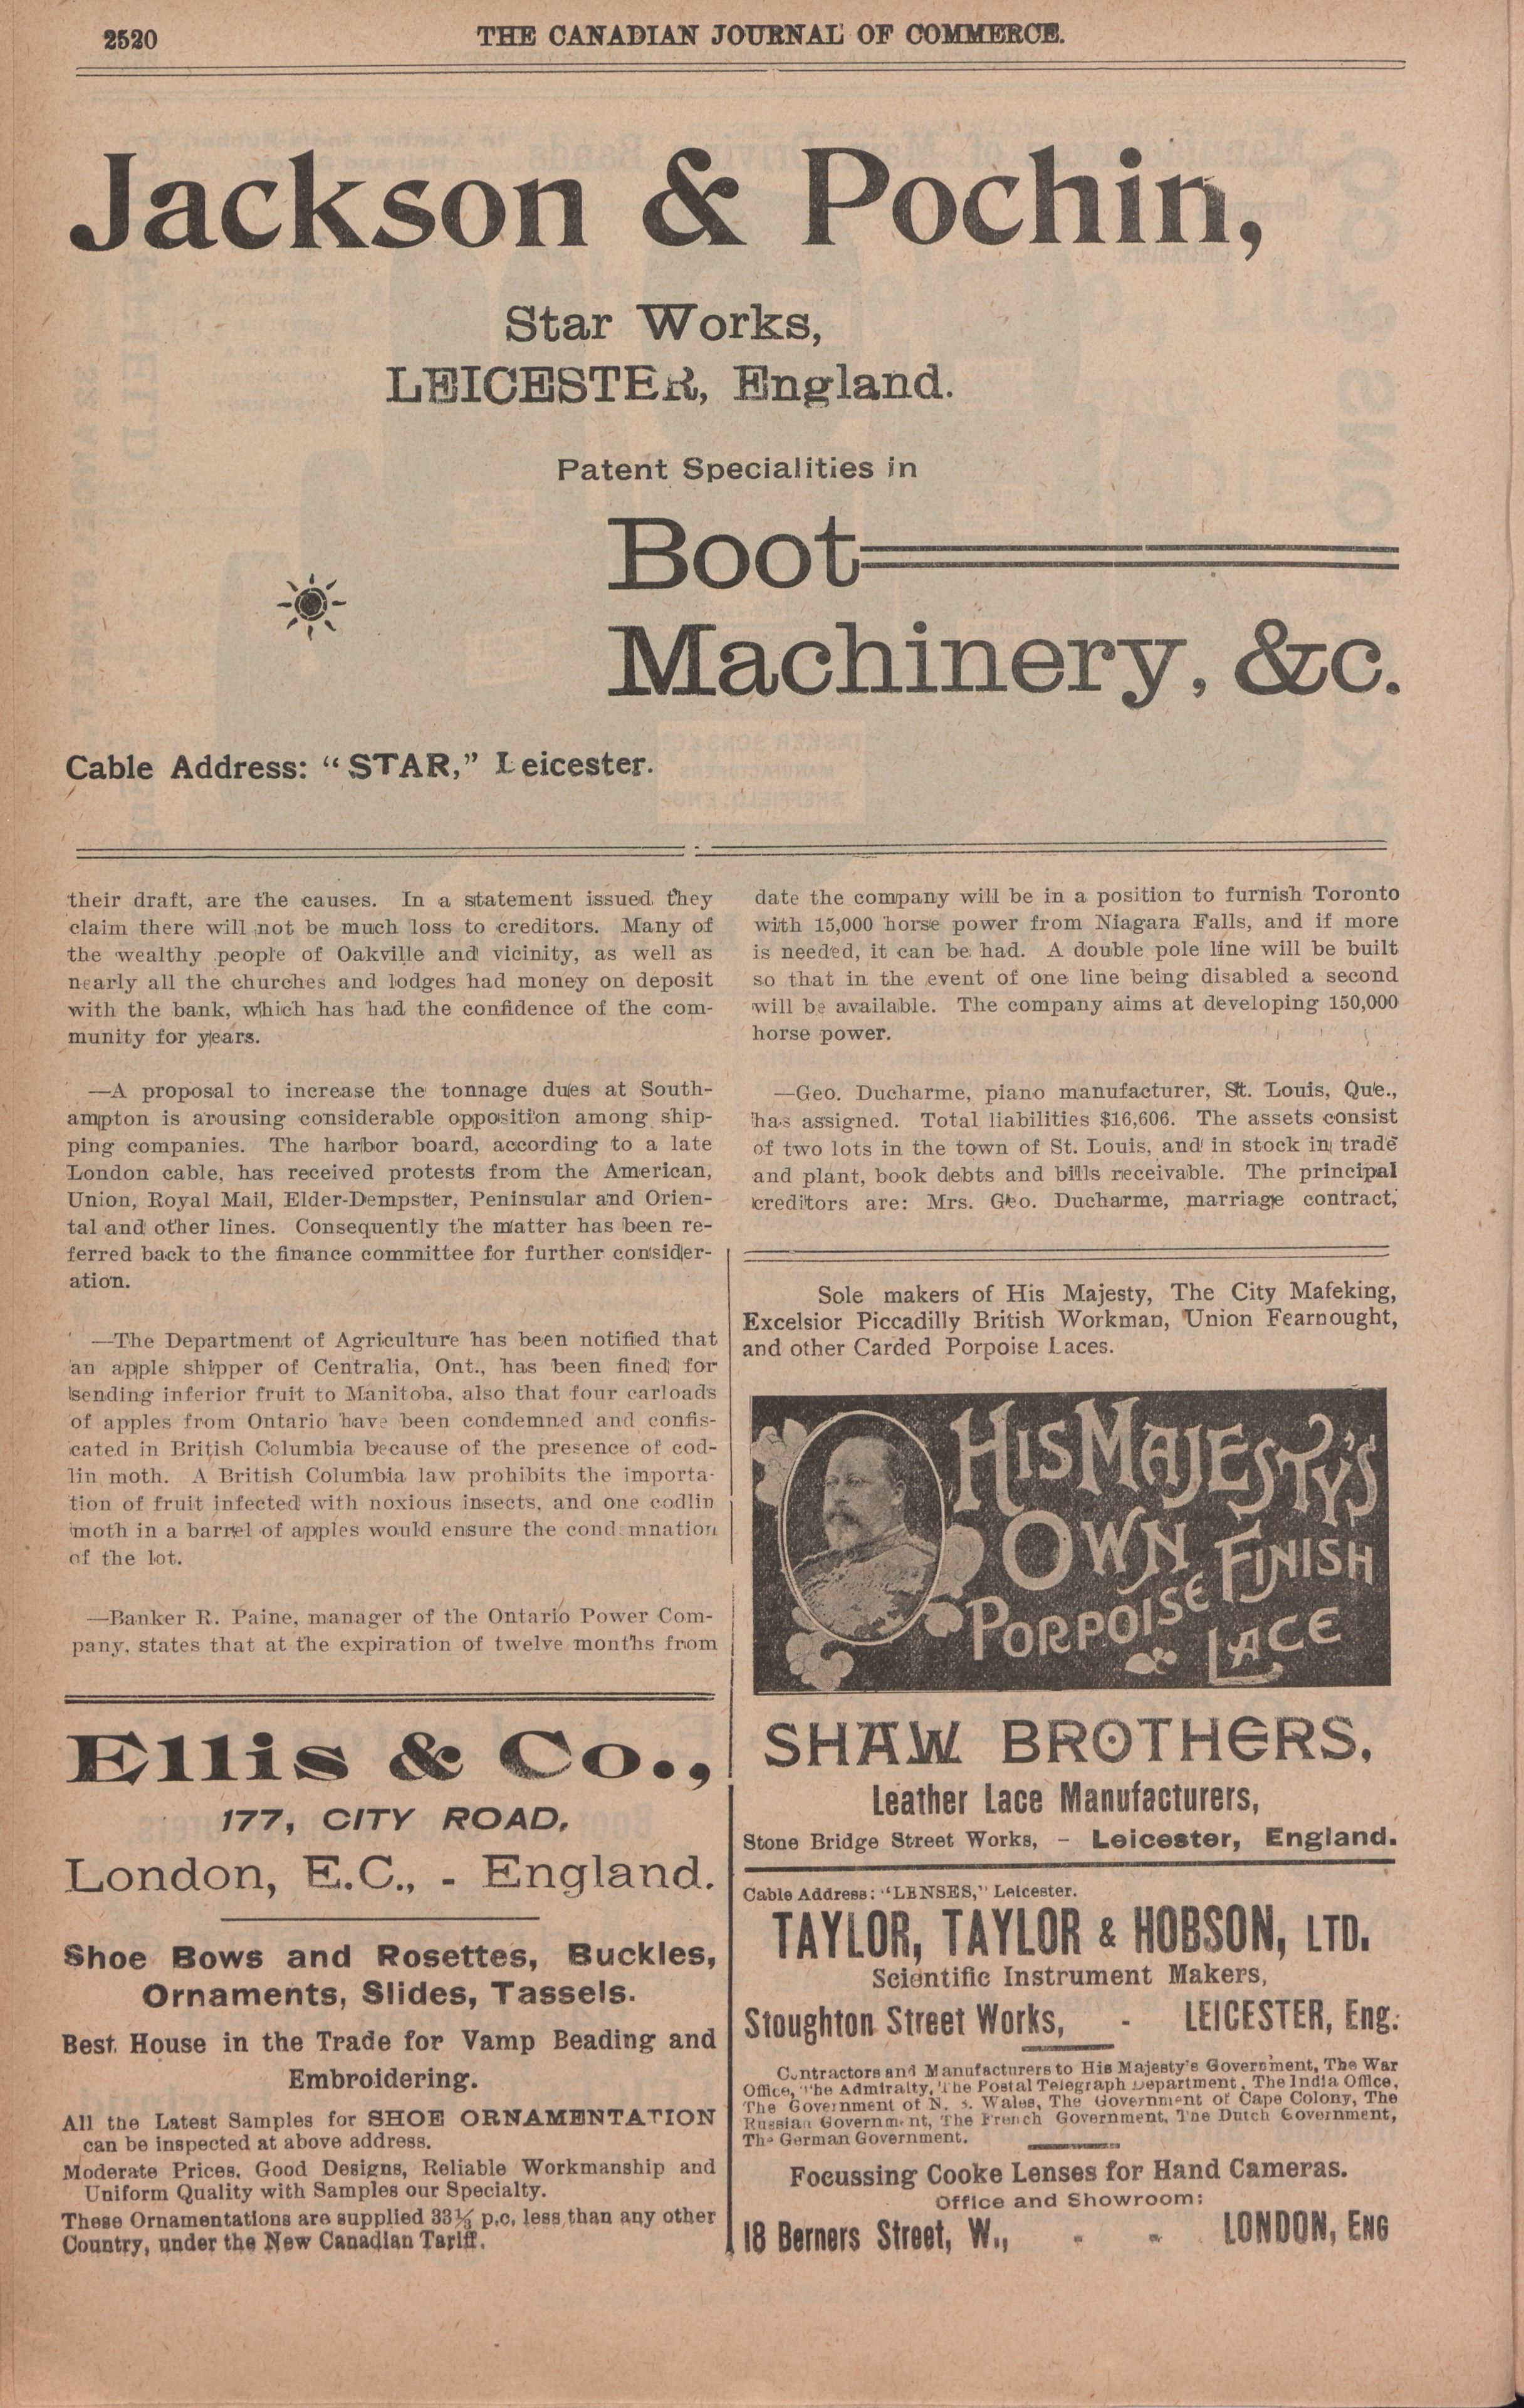 2520
THE CANADIAN JOURNAL OF COMMERCE.
Jackson & Pochin,
Star Works,
LEICESTER, England.
Patent Specialities in
Boot
Machinery, &c.
Cable Address: "STAR," Leicester.
their draft, are the causes. In a statement issued they
claim there will not be much loss to creditors. Many of
the wealthy people of Oakville and vicinity, as well as
nearly all the churches and lodges had money on deposit
with the bank, which has had the confidence of the com-
munity for years.
—A proposal to increase the tonnage dues at South-
ampton is arousing considerable opposition among ship-
ping companies. The harbor board, according to a late
London cable, has received protests from the American,
Union, Royal Mail, Elder-Dempster, Peninsular and Orien-
tal and other lines. Consequently the matter has been re-
ferred back to the finance committee for further consider-
ation.
—The Department of Agriculture has been notified that
an apple shipper of Centralia, Ont., has been fined for
sending inferior fruit to Manitoba, also that four carloads
of apples from Ontario have been condemned and confis-
cated in British Columbia because of the presence of cod-
lin moth. A British Columbia law prohibits the importa-
tion of fruit infected with noxious insects, and one codlin
moth in a barrel of apples would ensure the condemnation
of the lot.
—Banker R. Paine, manager of the Ontario Power Com-
pany, states that at the expiration of twelve months from
date the company will be in a position to furnish Toronto
with 15,000 horse power from Niagara Falls, and if more
is needed, it can be had. A double pole line will be built
so that in the event of one line being disabled a second
will be available. The company aims at developing 150,000
horse power.
—Geo. Ducharme, piano manufacturer, St. Louis, Que.,
has assigned. Total liabilities $16,606. The assets consist
of two lots in the town of St. Louis, and in stock in trade
and plant, book debts and bills receivable. The principal
creditors are: Mrs. Geo. Ducharme, marriage contract,
Ellis & Co.,
177, CITY ROAD,
London, E.C., - England.
Shoe Bows and Rosettes, Buckles,
Ornaments, Slides, Tassels.
Best House in the Trade for Vamp Beading and
Embroidering.
All the Latest Samples for SHOE ORNAMENTATION
can be inspected at above address.
Moderate Prices, Good Designs, Reliable Workmanship and
Uniform Quality with Samples our Specialty.
These Ornamentations are supplied 33⅓ p.c. less than any other
Country, under the New Canadian Tariff.
Sole makers of His Majesty, The City Mafeking,
Excelsior Piccadilly British Workman, Union Fearnought,
and other Carded Porpoise Laces.
HIS MAJESTY'S
OWN
PORPOISE FINISH
LACE
SHAW BROTHERS,
Leather Lace Manufacturers,
Stone Bridge Street Works, - Leicester, England.
Cable Address: "LENSES," Leicester.
TAYLOR, TAYLOR & HOBSON, LTD.
Scientific Instrument Makers,
Stoughton Street Works, - LEICESTER, Eng.
Contractors and Manufacturers to His Majesty's Government, The War
Office, The Admiralty, The Postal Telegraph Department, The India Office,
The Government of N. S. Wales, The Government of Cape Colony, The
Russian Government, The French Government, The Dutch Government,
The German Government.
Focussing Cooke Lenses for Hand Cameras.
Office and Showroom:
18 Berners Street, W., - - LONDON, ENG